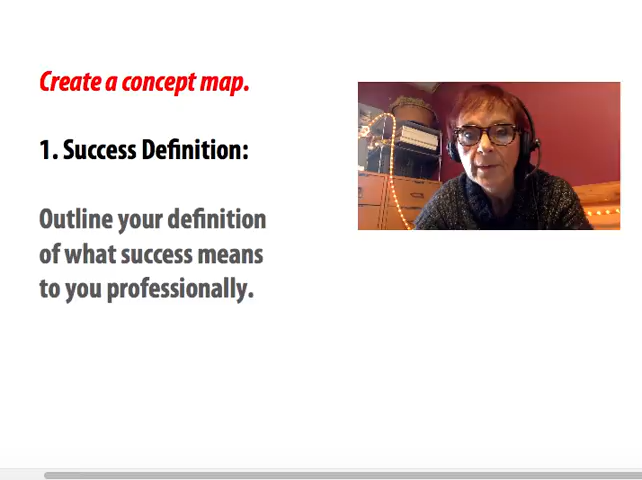 Create a concept map.
1. Success Definition:
Outline your definition
of what success means
to you professionally.